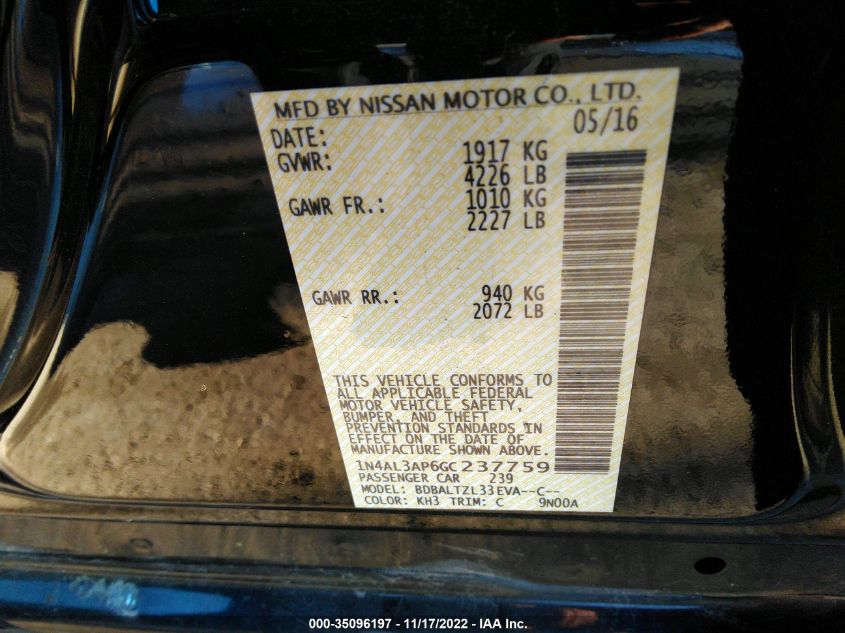 MFD BY NISSAN MOTOR CO., LTD.
DATE: 05/16
GVWR: 1917 KG
4226 LB
GAWR FR.: 1010 KG
2227 LB
GAWR RR.: 940 KG
2072 LB
THIS VEHICLE CONFORMS TO
ALL APPLICABLE FEDERAL
MOTOR VEHICLE SAFETY,
BUMPER, AND THEFT
PREVENTION STANDARDS IN
EFFECT ON THE DATE OF
MANUFACTURE SHOWN ABOVE.
1N4AL3AP6GC237759
PASSENGER CAR 239
MODEL: BDBALTZL33EVA--C--
COLOR: KH3 TRIM: C 9N00A
000-35096197 - 11/17/2022 - IAA Inc.